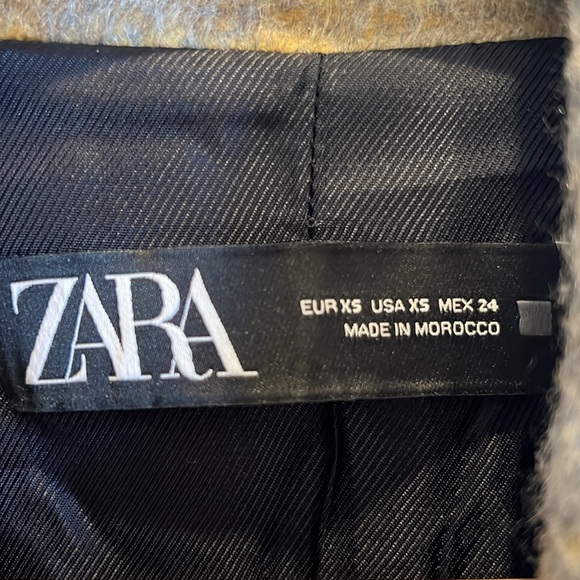 ZARA
EUR XS USA XS MEX 24
MADE IN MOROCCO